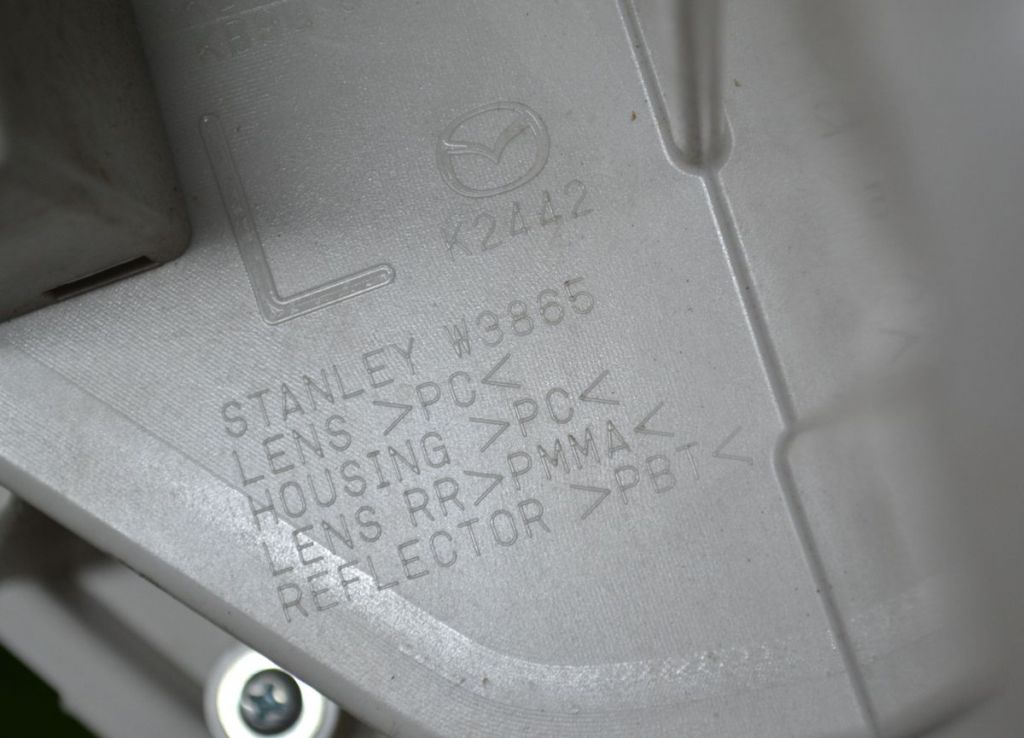 L
K2442
STANLEY W3865
LENS >PC<
HOUSING >PC<
LENS RR>PMMA<
REFLECTOR >PBT<